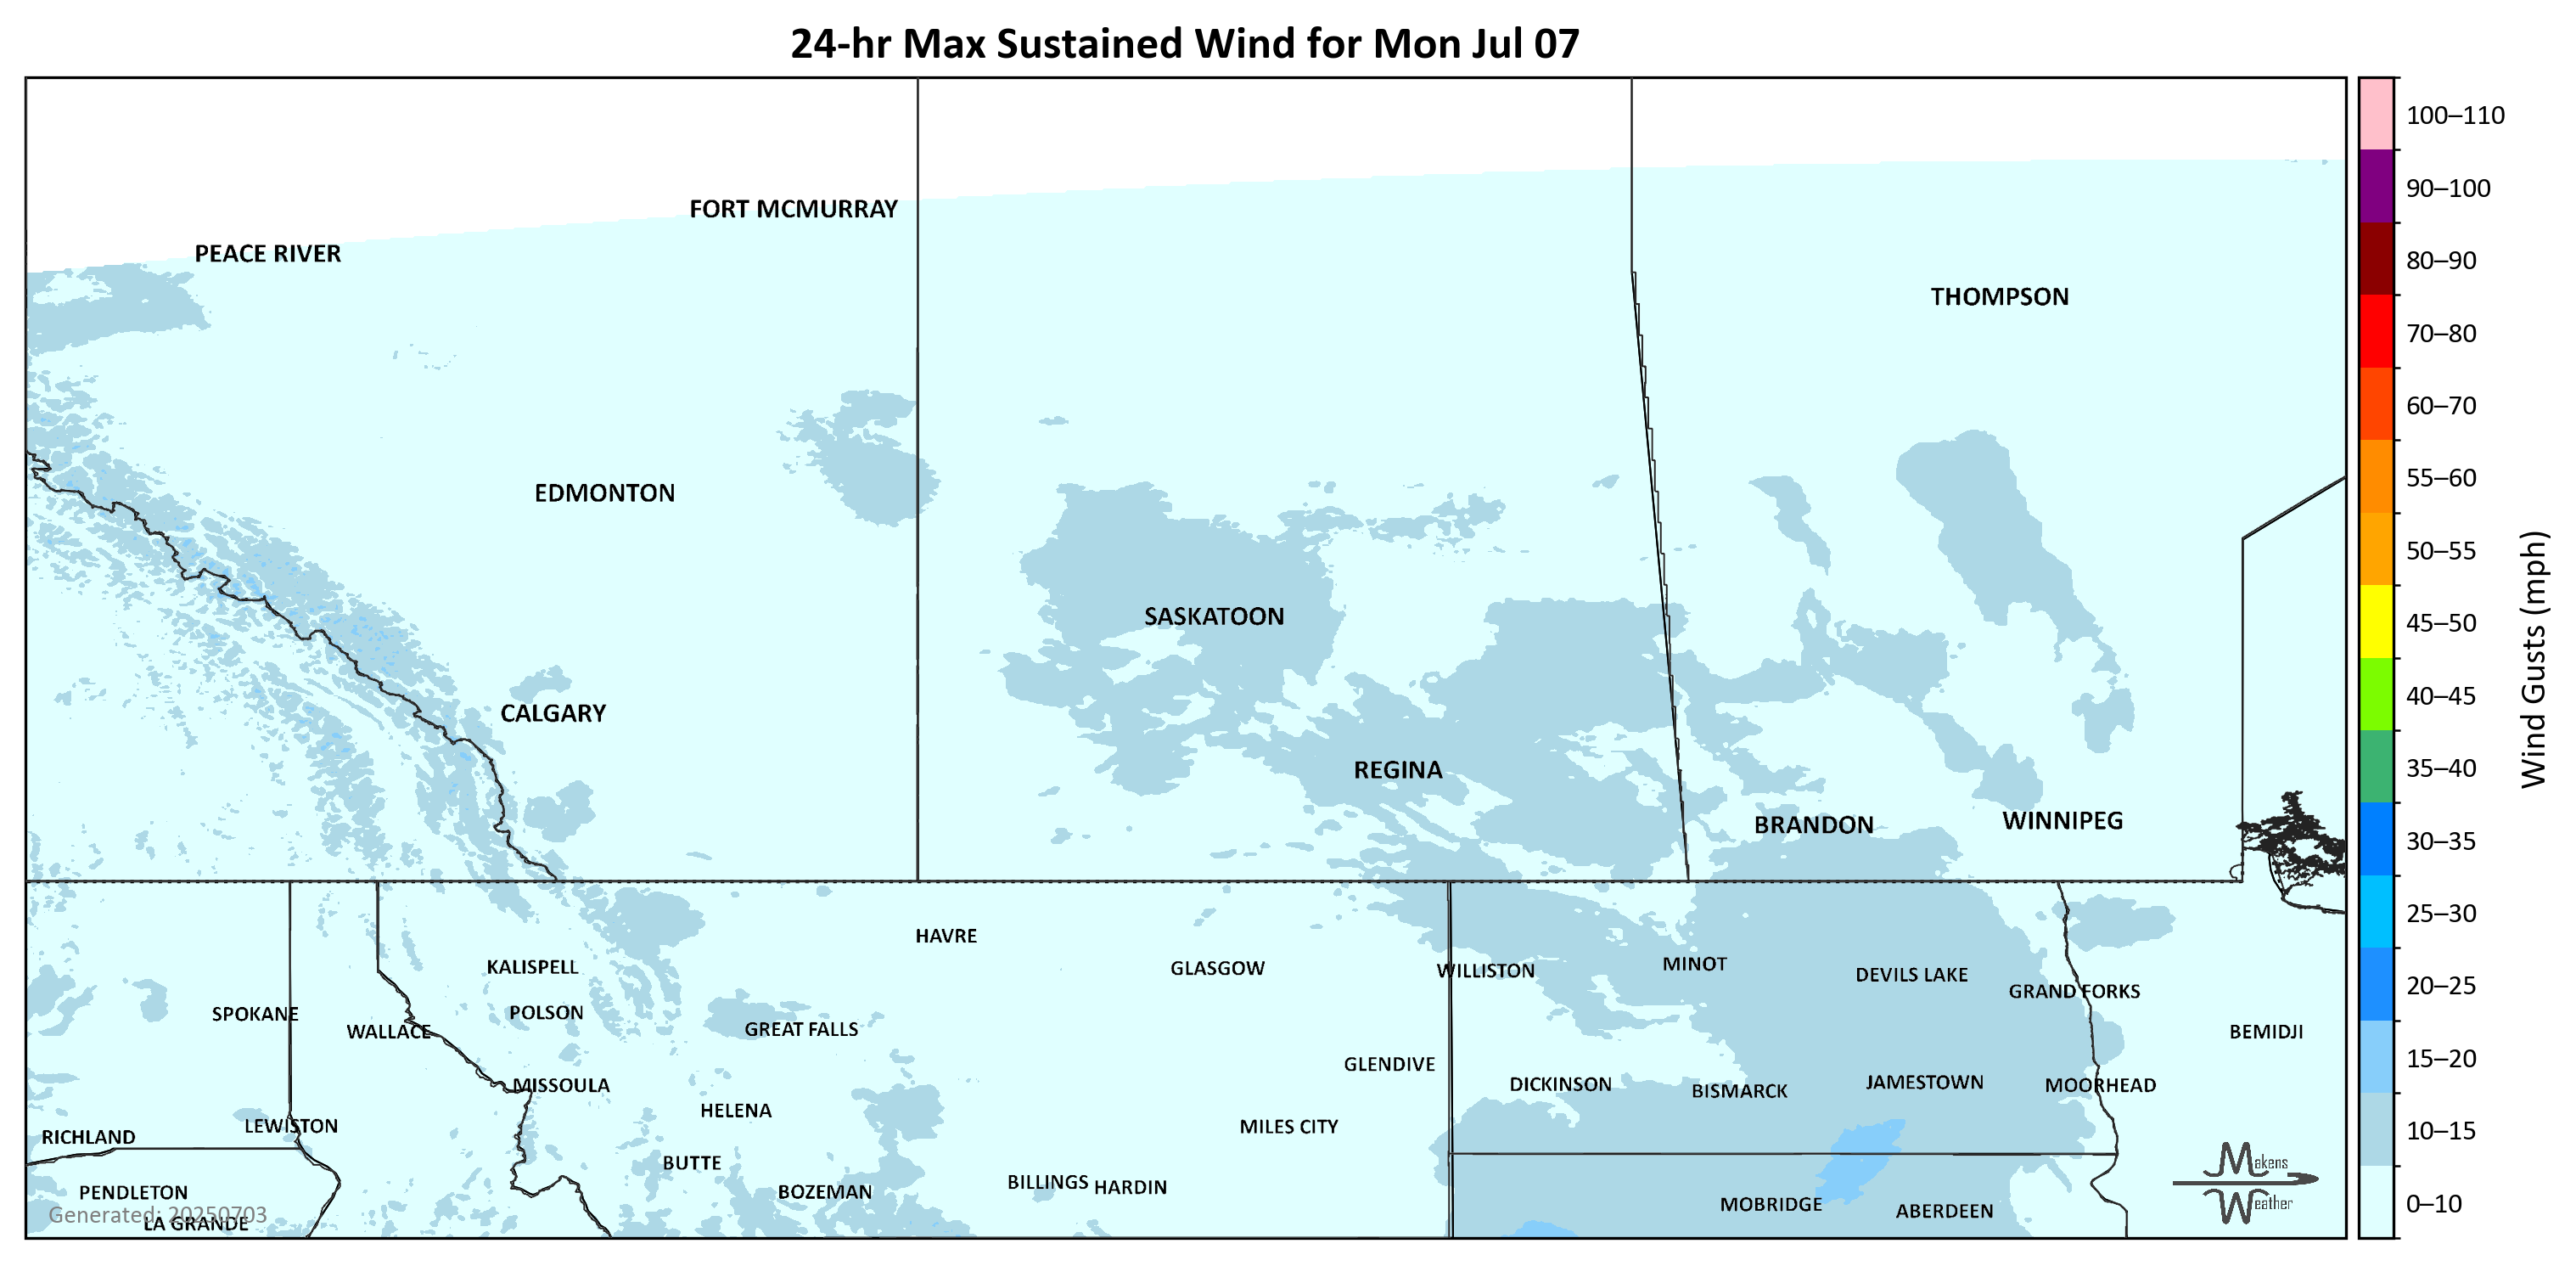 24-hr Max Sustained Wind for Mon Jul 07
100–110
FORT MCMURRAY
90–100
PEACE RIVER
80–90
THOMPSON
70–80
60–70
EDMONTON
55–60
50–55
SASKATOON
45–50
Wind Gusts (mph)
CALGARY
40–45
REGINA
35–40
BRANDON
WINNIPEG
30–35
HAVRE
25–30
KALISPELL
GLASGOW
WILLISTON
MINOT
DEVILS LAKE
GRAND FORKS
20–25
SPOKANE
POLSON
WALLACE
GREAT FALLS
BEMIDJI
15–20
GLENDIVE
MISSOULA
DICKINSON
BISMARCK
JAMESTOWN
MOORHEAD
HELENA
LEWISTON
MILES CITY
RICHLAND
10–15
BUTTE
Makens
Weather
PENDLETON
BOZEMAN
BILLINGS
HARDIN
MOBRIDGE
ABERDEEN
0–10
Generated: 20250703
LA GRANDE